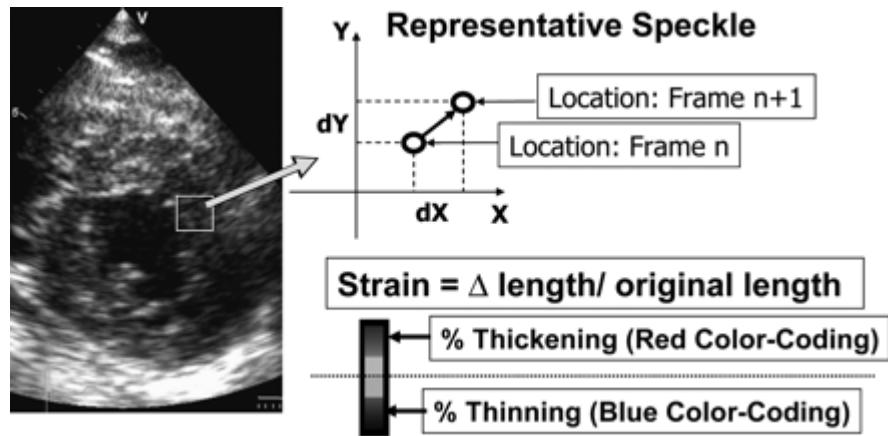 V
6
Representative Speckle
Y
Location: Frame n+1
dY
Location: Frame n
dX
X
Strain = Δ length/ original length
% Thickening (Red Color-Coding)
% Thinning (Blue Color-Coding)